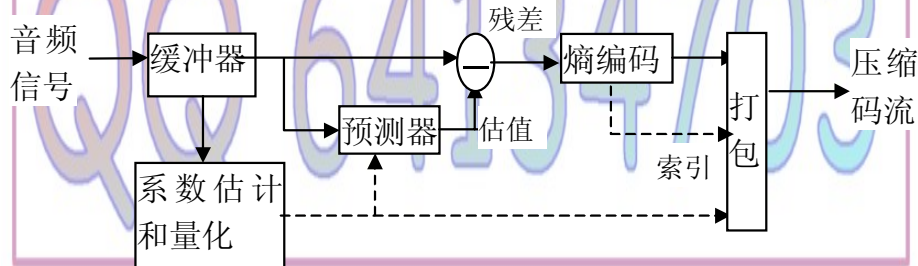 残差
音频
信号
缓冲器
熵编码
压缩
码流
预测器
估值
打
包
索引
系数估计
和量化